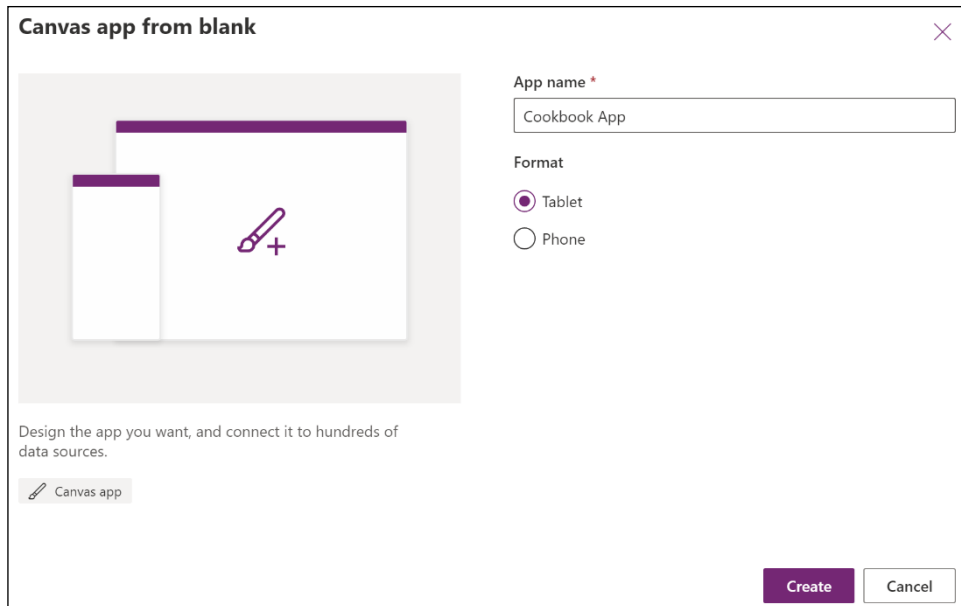 Canvas app from blank
App name *
Cookbook App
Format
Tablet
Phone
Design the app you want, and connect it to hundreds of
data sources.
Canvas app
Create
Cancel